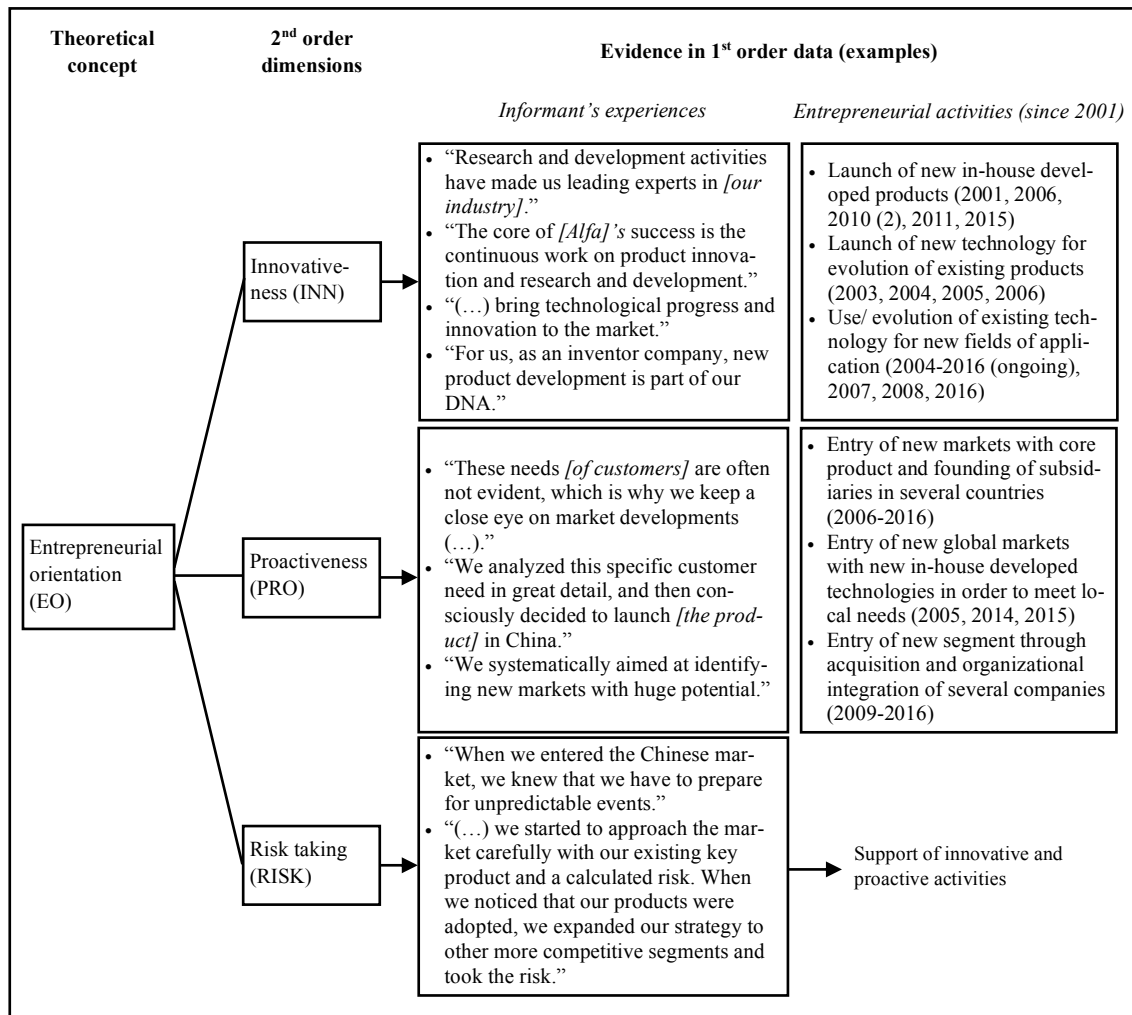 Theoretical
concept
2nd order
dimensions
Evidence in 1st order data (examples)
Informant’s experiences
Entrepreneurial activities (since 2001)
Entrepreneurial
orientation
(EO)
Innovative-
ness (INN)
• “Research and development activities
have made us leading experts in [our
industry].”
• “The core of [Alfa]’s success is the
continuous work on product innova-
tion and research and development.”
• “(…) bring technological progress and
innovation to the market.”
• “For us, as an inventor company, new
product development is part of our
DNA.”
• Launch of new in-house devel-
oped products (2001, 2006,
2010 (2), 2011, 2015)
• Launch of new technology for
evolution of existing products
(2003, 2004, 2005, 2006)
• Use/ evolution of existing tech-
nology for new fields of appli-
cation (2004-2016 (ongoing),
2007, 2008, 2016)
Proactiveness
(PRO)
• “These needs [of customers] are often
not evident, which is why we keep a
close eye on market developments
(…).”
• “We analyzed this specific customer
need in great detail, and then con-
sciously decided to launch [the prod-
uct] in China.”
• “We systematically aimed at identify-
ing new markets with huge potential.”
• Entry of new markets with core
product and founding of subsid-
iaries in several countries
(2006-2016)
• Entry of new global markets
with new in-house developed
technologies in order to meet lo-
cal needs (2005, 2014, 2015)
• Entry of new segment through
acquisition and organizational
integration of several companies
(2009-2016)
Risk taking
(RISK)
• “When we entered the Chinese mar-
ket, we knew that we have to prepare
for unpredictable events.”
• “(…) we started to approach the mar-
ket carefully with our existing key
product and a calculated risk. When
we noticed that our products were
adopted, we expanded our strategy to
other more competitive segments and
took the risk.”
Support of innovative and
proactive activities